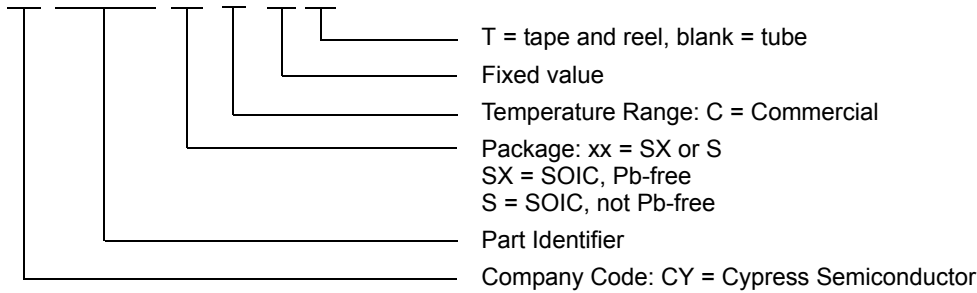 T = tape and reel, blank = tube
Fixed value
Temperature Range: C = Commercial
Package: xx = SX or S
SX = SOIC, Pb-free
S = SOIC, not Pb-free
Part Identifier
Company Code: CY = Cypress Semiconductor